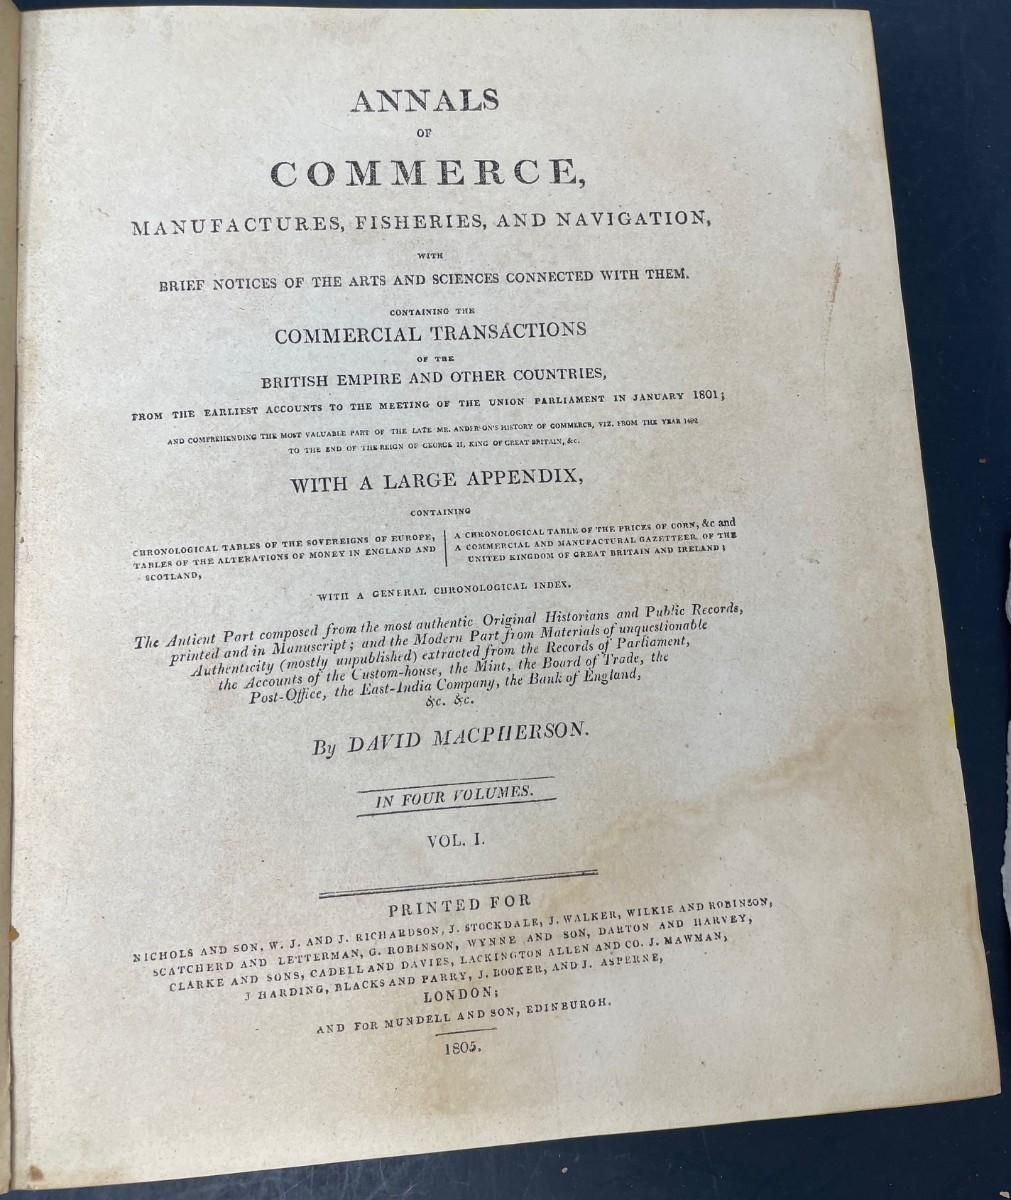 ANNALS
OF
COMMERCE,
MANUFACTURES, FISHERIES, AND NAVIGATION,
WITH
BRIEF NOTICES OF THE ARTS AND SCIENCES CONNECTED WITH THEM.
CONTAINING THE
COMMERCIAL TRANSACTIONS
OF THE
BRITISH EMPIRE AND OTHER COUNTRIES,
FROM THE EARLIEST ACCOUNTS TO THE MEETING OF THE UNION PARLIAMENT IN JANUARY 1801;
AND COMPREHENDING THE MOST VALUABLE PART OF THE LATE MR. ANDERSON'S HISTORY OF COMMERCE, VIZ. FROM THE YEAR 1492
TO THE END OF THE REIGN OF GEORGE II, KING OF GREAT BRITAIN, &c.
WITH A LARGE APPENDIX,
CONTAINING
CHRONOLOGICAL TABLES OF THE SOVEREIGNS OF EUROPE,
TABLES OF THE ALTERATIONS OF MONEY IN ENGLAND AND
SCOTLAND,
A CHRONOLOGICAL TABLE OF THE PRICES OF CORN, &c and
A COMMERCIAL AND MANUFACTURAL GAZETTEER OF THE
UNITED KINGDOM OF GREAT BRITAIN AND IRELAND;
WITH A GENERAL CHRONOLOGICAL INDEX.
The Antient Part composed from the most authentic Original Historians and Public Records,
printed and in Manuscript; and the Modern Part from Materials of unquestionable
Authenticity (mostly unpublished) extracted from the Records of Parliament,
the Accounts of the Custom-house, the Mint, the Board of Trade, the
Post-Office, the East-India Company, the Bank of England,
&c. &c.
By DAVID MACPHERSON.
IN FOUR VOLUMES.
VOL. I.
PRINTED FOR
NICHOLS AND SON, W. J. AND J. RICHARDSON, J. STOCKDALE, J. WALKER, WILKIE AND ROBINSON,
SCATCHERD AND LETTERMAN, G. ROBINSON, WYNNE AND SON, DARTON AND HARVEY,
CLARKE AND SONS, CADELL AND DAVIES, LACKINGTON ALLEN AND CO. J. MAWMAN,
J HARDING, BLACKS AND PARRY, J. BOOKER, AND J. ASPERNE,
LONDON;
AND FOR MUNDELL AND SON, EDINBURGH.
1805.